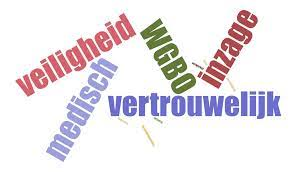 veiligheid
medisch
WGBO
inzage
vertrouwelijk